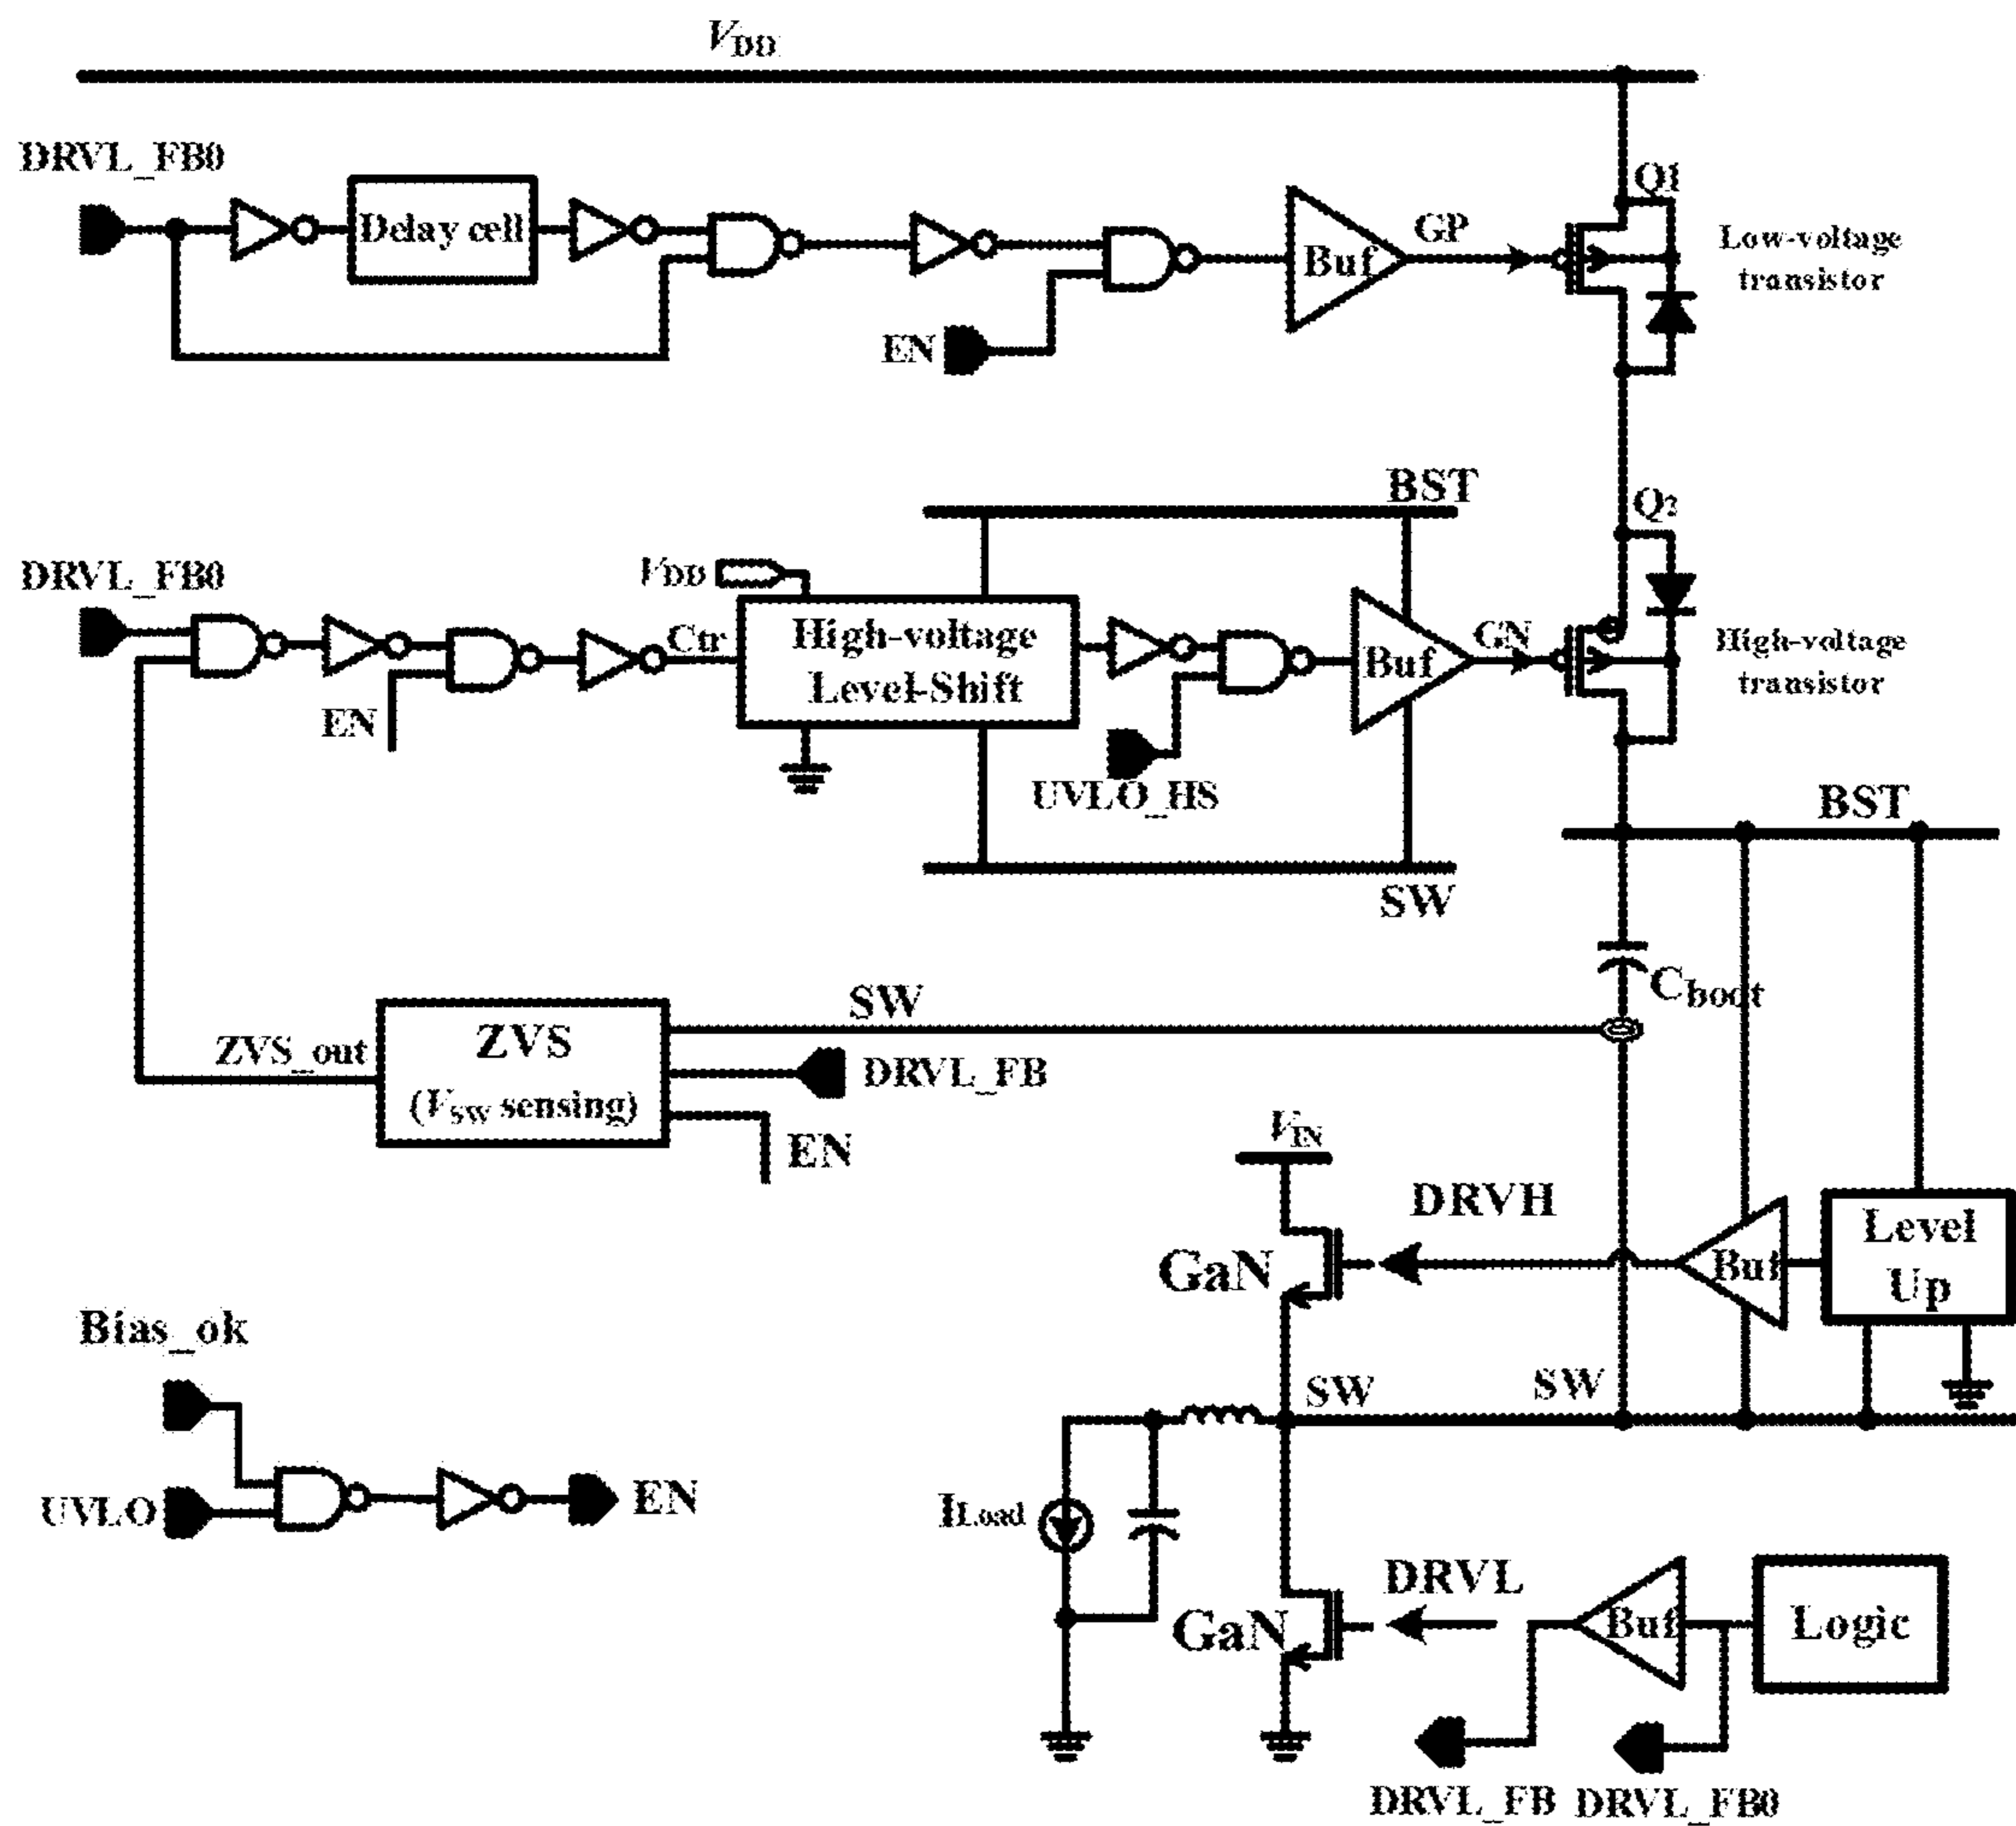 VDD
DRVL_FB0
Delay cell
EN
Buf
GP
Q1
Low-voltage
transistor
BST
Q2
DRVL_FB0
VDD
EN
Ctr
High-voltage
Level-Shift
UVLO_HS
Buf
GN
High-voltage
transistor
SW
BST
Cboot
ZVS_out
ZVS
(VSW sensing)
SW
DRVL_FB
EN
VIN
DRVH
GaN
Buf
Level
Up
Bias_ok
UVLO
EN
SW
SW
ILoad
DRVL
GaN
Buf
Logic
DRVL_FB
DRVL_FB0